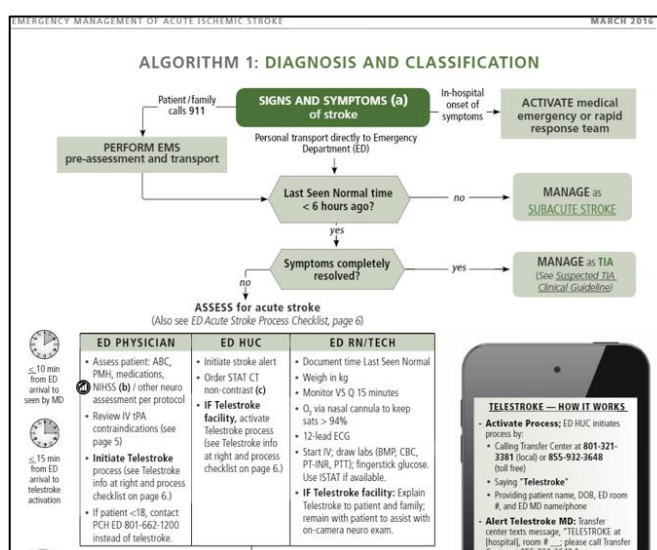 EMERGENCY MANAGEMENT OF ACUTE ISCHEMIC STROKE
MARCH 2016
ALGORITHM 1: DIAGNOSIS AND CLASSIFICATION
Patient/family
calls 911
SIGNS AND SYMPTOMS (a)
of stroke
In-hospital
onset of
symptoms
ACTIVATE medical
emergency or rapid
response team
PERFORM EMS
pre-assessment and transport
Personal transport directly to Emergency
Department (ED)
Last Seen Normal time
< 6 hours ago?
no
MANAGE as
SUBACUTE STROKE
yes
Symptoms completely
resolved?
yes
MANAGE as TIA
(See Suspected TIA
Clinical Guideline)
no
ASSESS for acute stroke
(Also see ED Acute Stroke Process Checklist, page 6)
≤ 10 min
from ED
arrival to
seen by MD
≤ 15 min
from ED
arrival to
telestroke
activation
ED PHYSICIAN
• Assess patient: ABC,
PMH, medications,
NIHSS (b) / other neuro
assessment per protocol
• Review IV tPA
contraindications (see
page 5)
• Initiate Telestroke
process (see Telestroke
info at right and process
checklist on page 6.)
• If patient <18, contact
PCH ED 801-662-1200
instead of telestroke.
ED HUC
• Initiate stroke alert
• Order STAT CT
non-contrast (c)
• IF Telestroke
facility, activate
Telestroke process
(see Telestroke info
at right and process
checklist on page 6.)
ED RN/TECH
• Document time Last Seen Normal
• Weigh in kg
• Monitor VS Q 15 minutes
• O2 via nasal cannula to keep
sats > 94%
• 12-lead ECG
• Start IV; draw labs (BMP, CBC,
PT-INR, PTT); fingerstick glucose.
Use ISTAT if available.
• IF Telestroke facility: Explain
Telestroke to patient and family;
remain with patient to assist with
on-camera neuro exam.
TELESTROKE — HOW IT WORKS
- Activate Process; ED HUC initiates
process by:
• Calling Transfer Center at 801-321-
3381 (local) or 855-932-3648
(toll free)
• Saying "Telestroke"
• Providing patient name, DOB, ED room
#, and ED MD name/phone
- Alert Telestroke MD: Transfer
center texts message, "TELESTROKE at
[hospital], room # __; please call Transfer